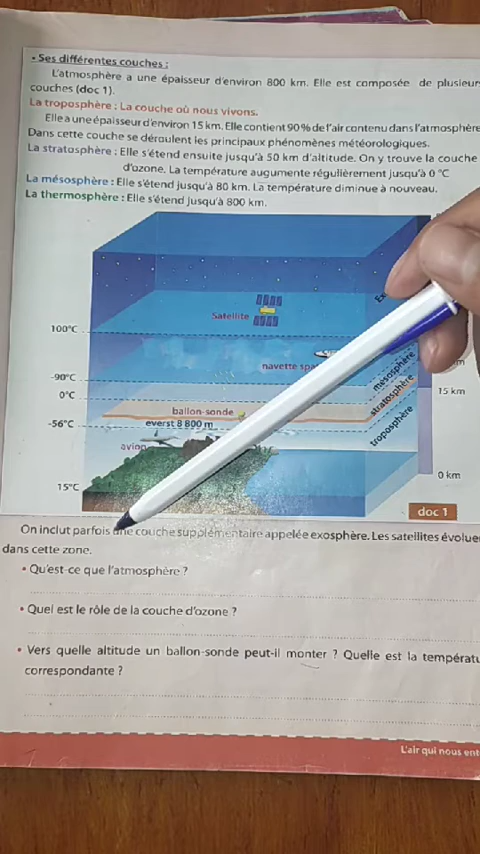 • Ses différentes couches :
L'atmosphère a une épaisseur d'environ 800 km. Elle est composée de plusieurs
couches (doc 1).
La troposphère : La couche où nous vivons.
Elle a une épaisseur d'environ 15 km. Elle contient 90 % de l'air contenu dans l'atmosphère
Dans cette couche se déroulent les principaux phénomènes météorologiques.
La stratosphère : Elle s'étend ensuite jusqu'à 50 km d'altitude. On y trouve la couche
d'ozone. La température augumente régulièrement jusqu'à 0 °C
La mésosphère : Elle s'étend jusqu'à 80 km. La température diminue à nouveau.
La thermosphère : Elle s'étend Jusqu'à 800 km.
Satellite
100°C
navette
mésosphère
-90°C
15 km
0°C
stratosphère
ballon-sonde
-56°C
everst 8 800 m
troposphère
avion
0 km
15°C
doc 1
On inclut parfois une couche supplémentaire appelée exosphère. Les satellites
dans cette zone.
• Qu'est-ce que l'atmosphère ?
• Quel est le rôle de la couche d'ozone ?
• Vers quelle altitude un ballon-sonde peut-il monter ? Quelle est la
correspondante ?
L'air qui nous